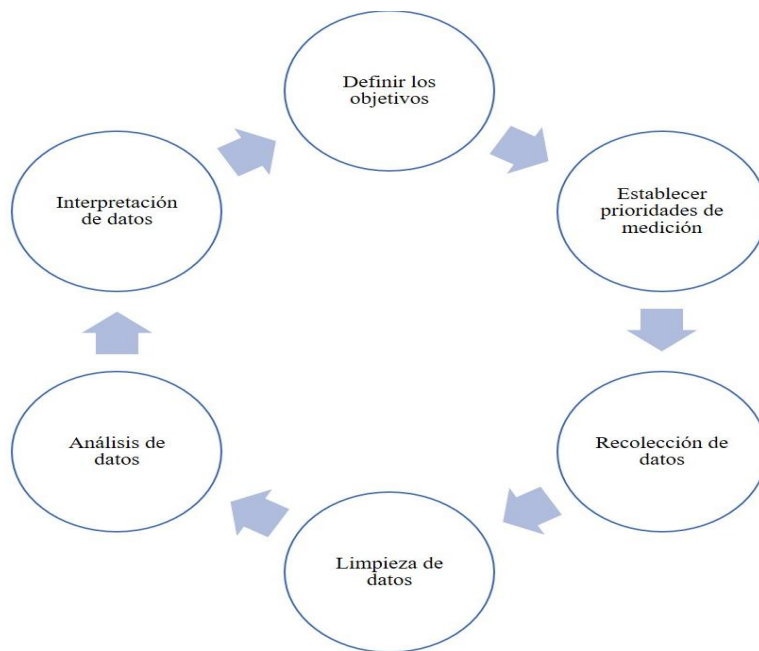 Definir los
objetivos
Establecer
prioridades de
medición
Recolección de
datos
Limpieza de
datos
Análisis de
datos
Interpretación
de datos